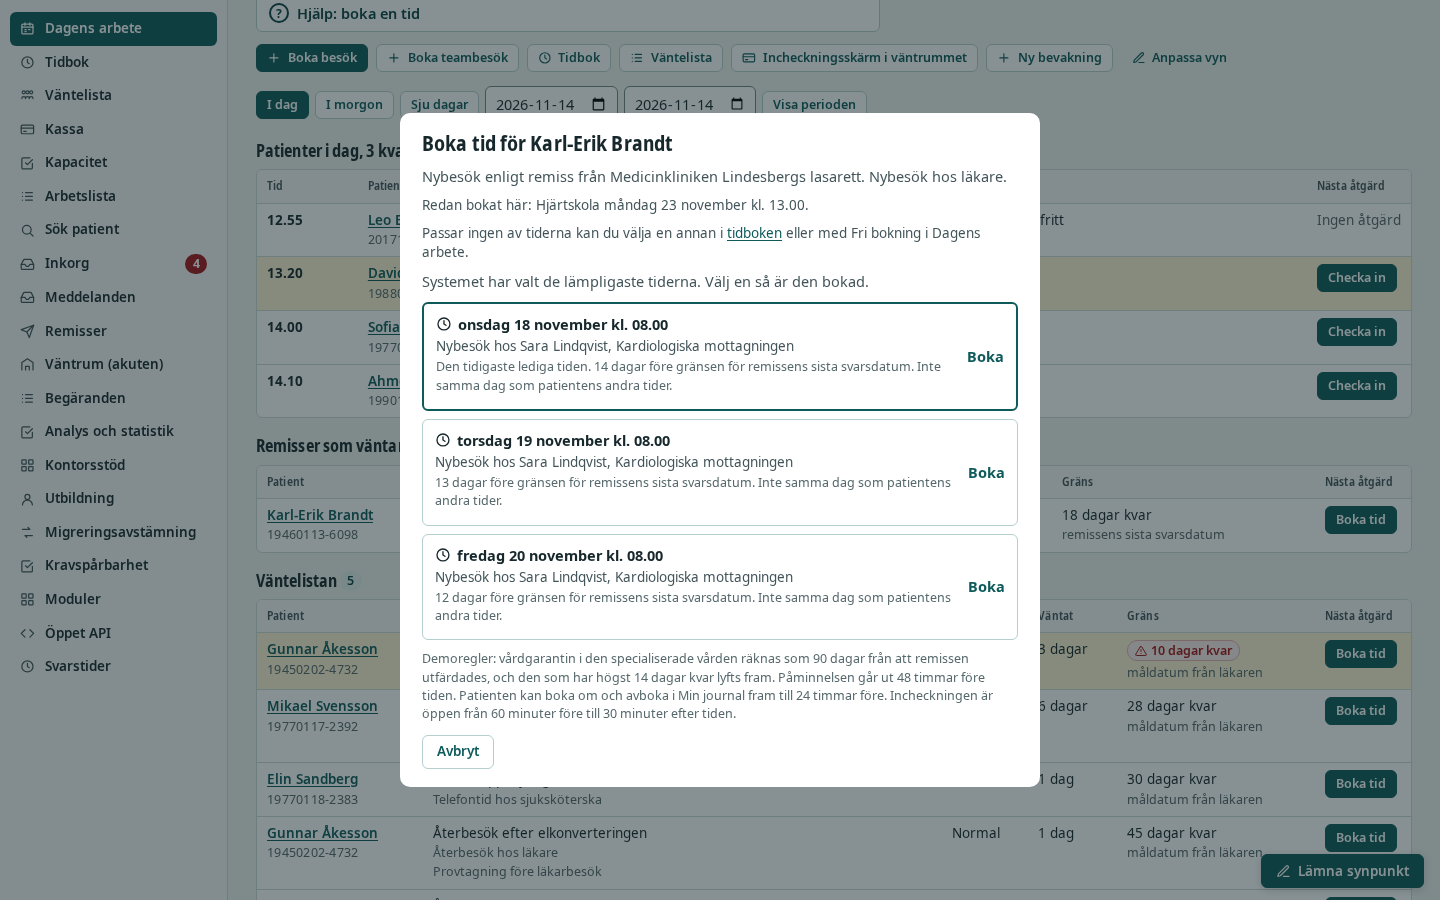 Dagens arbete
Tidbok
Väntelista
Kassa
Kapacitet
Arbetslista
Sök patient
Inkorg 4
Meddelanden
Remisser
Väntrum (akuten)
Begäranden
Analys och statistik
Kontorsstöd
Utbildning
Migreringsavstämning
Kravspårbarhet
Moduler
Öppet API
Svarstider
Hjälp: boka en tid
Boka besök Boka teambesök Tidbok Väntelista Incheckningsskärm i väntrummet Ny bevakning Anpassa vyn
I dag I morgon Sju dagar 2026-11-14 2026-11-14 Visa perioden
Patienter i dag, 3 kva
Tid Patien Nästa åtgärd
12.55 Leo fritt Ingen åtgärd
2017
13.20 David Checka in
1988
14.00 Sofia Checka in
1977
14.10 Ahm Checka in
1990
Remisser som vänta
Patient Gräns Nästa åtgärd
Karl-Erik Brandt 18 dagar kvar Boka tid
19460113-6098 remissens sista svarsdatum
Väntelistan 5
Patient Väntat Gräns Nästa åtgärd
Gunnar Åkesson dagar 10 dagar kvar Boka tid
19450202-4732 måldatum från läkaren
Mikael Svensson 6 dagar 28 dagar kvar Boka tid
19770117-2392 måldatum från läkaren
Elin Sandberg 1 dag 30 dagar kvar Boka tid
19770118-2383 Telefontid hos sjuksköterska måldatum från läkaren
Gunnar Åkesson Återbesök efter elkonverteringen Normal 1 dag 45 dagar kvar Boka tid
19450202-4732 Återbesök hos läkare måldatum från läkaren
Provtagning före läkarbesök
Boka tid för Karl-Erik Brandt
Nybesök enligt remiss från Medicinkliniken Lindesbergs lasarett. Nybesök hos läkare.
Redan bokat här: Hjärtskola måndag 23 november kl. 13.00.
Passar ingen av tiderna kan du välja en annan i tidboken eller med Fri bokning i Dagens
arbete.
Systemet har valt de lämpligaste tiderna. Välj en så är den bokad.
onsdag 18 november kl. 08.00
Nybesök hos Sara Lindqvist, Kardiologiska mottagningen
Den tidigaste lediga tiden. 14 dagar före gränsen för remissens sista svarsdatum. Inte
samma dag som patientens andra tider.
Boka
torsdag 19 november kl. 08.00
Nybesök hos Sara Lindqvist, Kardiologiska mottagningen
13 dagar före gränsen för remissens sista svarsdatum. Inte samma dag som patientens
andra tider.
Boka
fredag 20 november kl. 08.00
Nybesök hos Sara Lindqvist, Kardiologiska mottagningen
12 dagar före gränsen för remissens sista svarsdatum. Inte samma dag som patientens
andra tider.
Boka
Demoregler: vårdgarantin i den specialiserade vården räknas som 90 dagar från att remissen
utfärdades, och den som har högst 14 dagar kvar lyfts fram. Påminnelsen går ut 48 timmar före
tiden. Patienten kan boka om och avboka i Min journal fram till 24 timmar före. Incheckningen är
öppen från 60 minuter före till 30 minuter efter tiden.
Avbryt
Lämna synpunkt